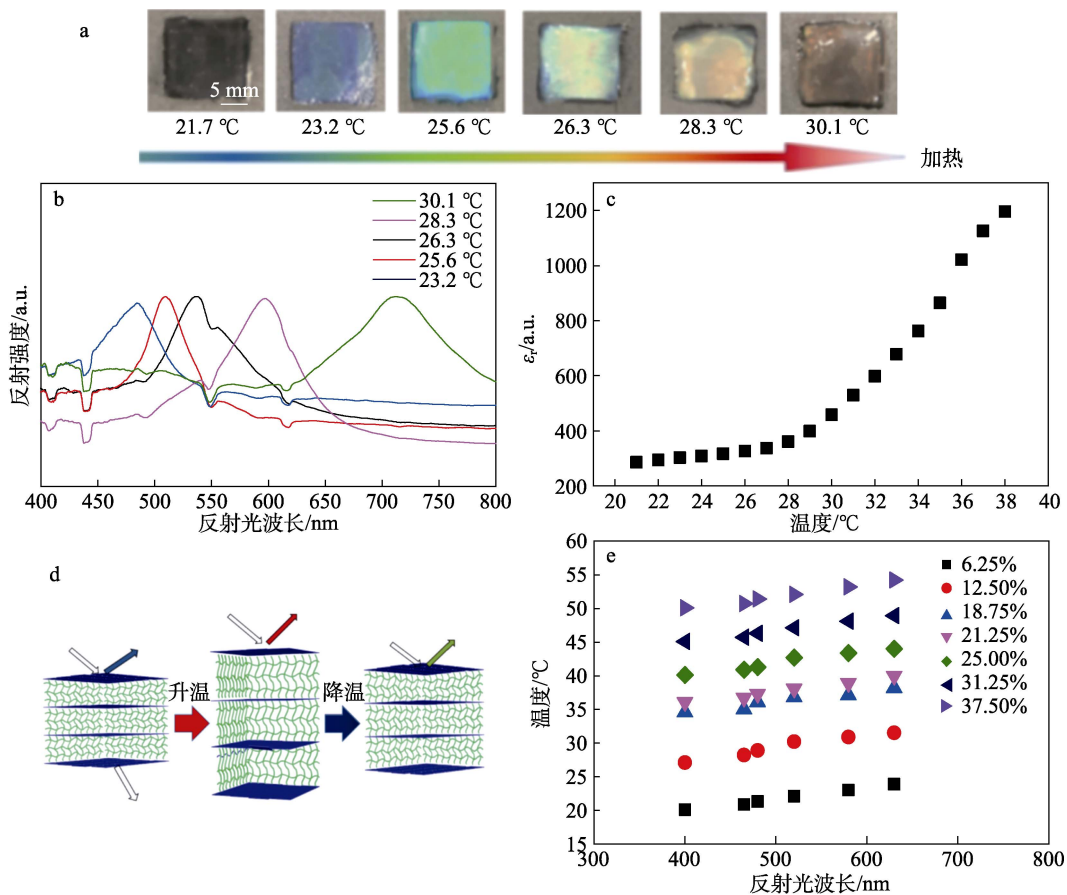 a
5 mm
21.7 ℃ 23.2 ℃ 25.6 ℃ 26.3 ℃ 28.3 ℃ 30.1 ℃
加热
b
30.1 ℃
28.3 ℃
26.3 ℃
25.6 ℃
23.2 ℃
反射强度/a.u.
400 450 500 550 600 650 700 750 800
反射光波长/nm
c
1200
1000
800
600
400
200
εr/a.u.
20 22 24 26 28 30 32 34 36 38 40
温度/℃
d
升温
降温
e
6.25%
12.50%
18.75%
21.25%
25.00%
31.25%
37.50%
60
55
50
45
40
35
30
25
20
15
温度/℃
300 400 500 600 700 800
反射光波长/nm